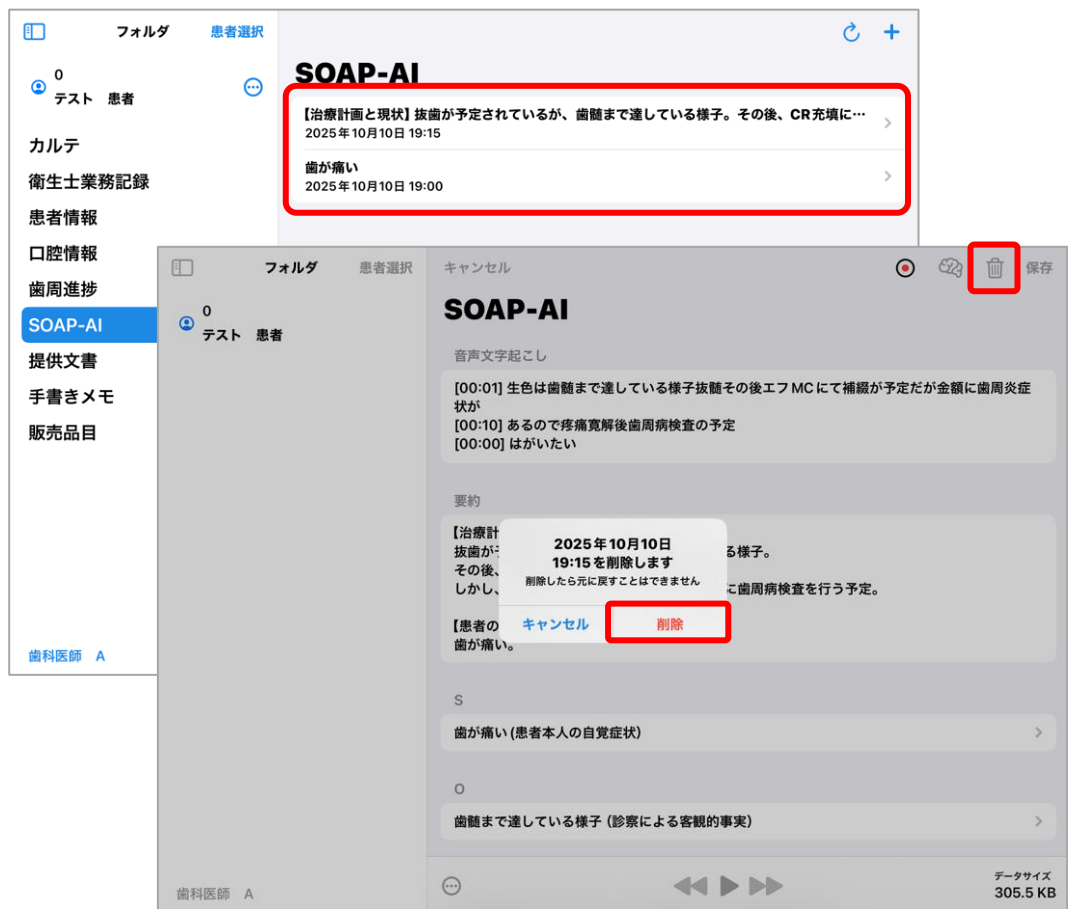 フォルダ
患者選択
0
テスト 患者
カルテ
衛生士業務記録
患者情報
口腔情報
歯周進捗
SOAP-AI
提供文書
手書きメモ
販売品目
歯科医師 A
SOAP-AI
【治療計画と現状】抜歯が予定されているが、歯髄まで達している様子。その後、CR充填に…
2025年10月10日 19:15
歯が痛い
2025年10月10日 19:00
フォルダ
患者選択
0
テスト 患者
歯科医師 A
キャンセル
保存
SOAP-AI
音声文字起こし
[00:01] 生色は歯髄まで達している様子抜髄その後エフMCにて補綴が予定だが金額に歯周炎症
状が
[00:10] あるので疼痛寛解後歯周病検査の予定
[00:00] はがいたい
要約
【治療計
抜歯が予
る様子。
その後、
しかし、
に歯周病検査を行う予定。
【患者の
歯が痛い。
2025年10月10日
19:15を削除します
削除したら元に戻すことはできません
キャンセル
削除
S
歯が痛い(患者本人の自覚症状)
O
歯髄まで達している様子(診察による客観的事実)
データサイズ
305.5 KB